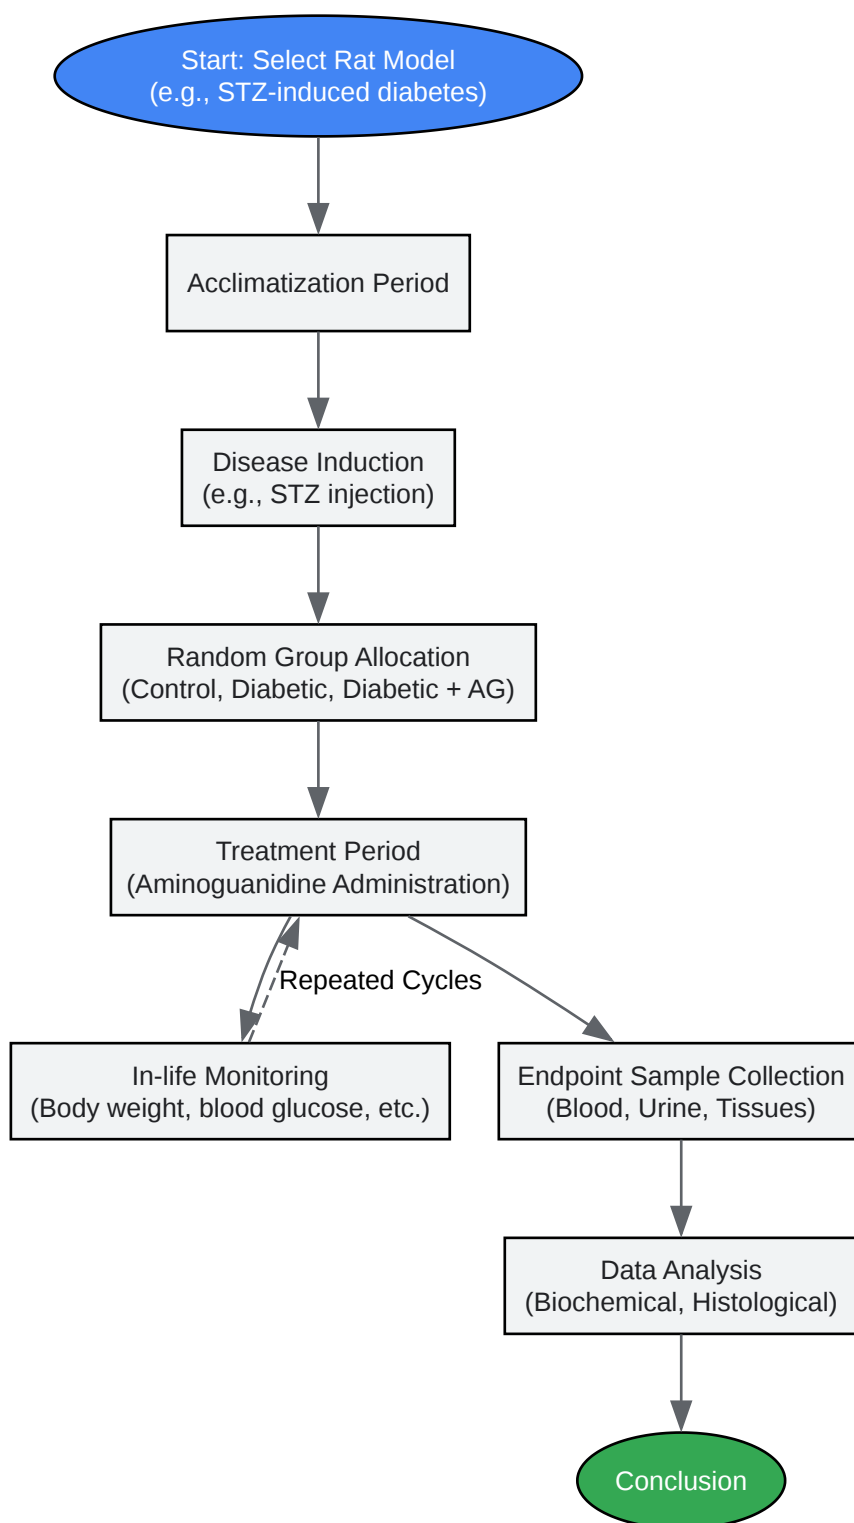 Start: Select Rat Model
(e.g., STZ-induced diabetes)
Acclimatization Period
Disease Induction
(e.g., STZ injection)
Random Group Allocation
(Control, Diabetic, Diabetic + AG)
Treatment Period
(Aminoguanidine Administration)
Repeated Cycles
In-life Monitoring
(Body weight, blood glucose, etc.)
Endpoint Sample Collection
(Blood, Urine, Tissues)
Data Analysis
(Biochemical, Histological)
Conclusion